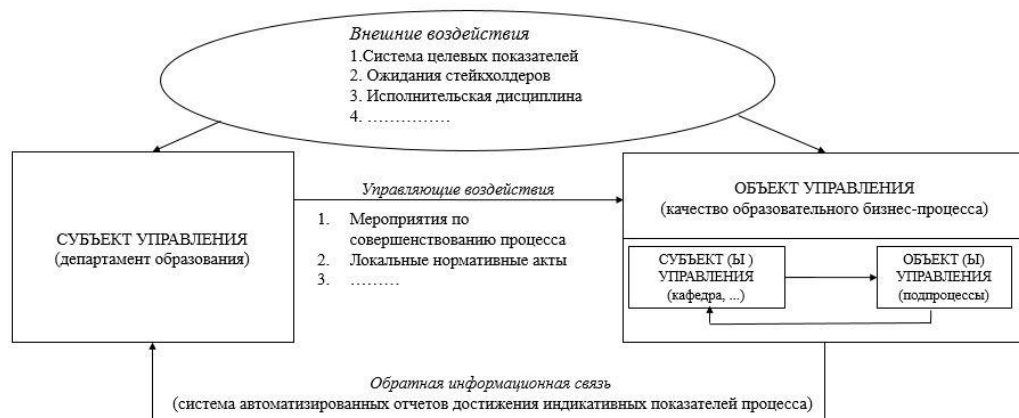 Внешние воздействия
1.Система целевых показателей
2. Ожидания стейкхолдеров
3. Исполнительская дисциплина
4. ……………
СУБЪЕКТ УПРАВЛЕНИЯ
(департамент образования)
Управляющие воздействия
1. Мероприятия по
совершенствованию процесса
2. Локальные нормативные акты
3. ………
ОБЪЕКТ УПРАВЛЕНИЯ
(качество образовательного бизнес-процесса)
СУБЪЕКТ (Ы )
УПРАВЛЕНИЯ
(кафедра, ...)
ОБЪЕКТ (Ы)
УПРАВЛЕНИЯ
(подпроцессы)
Обратная информационная связь
(система автоматизированных отчетов достижения индикативных показателей процесса)